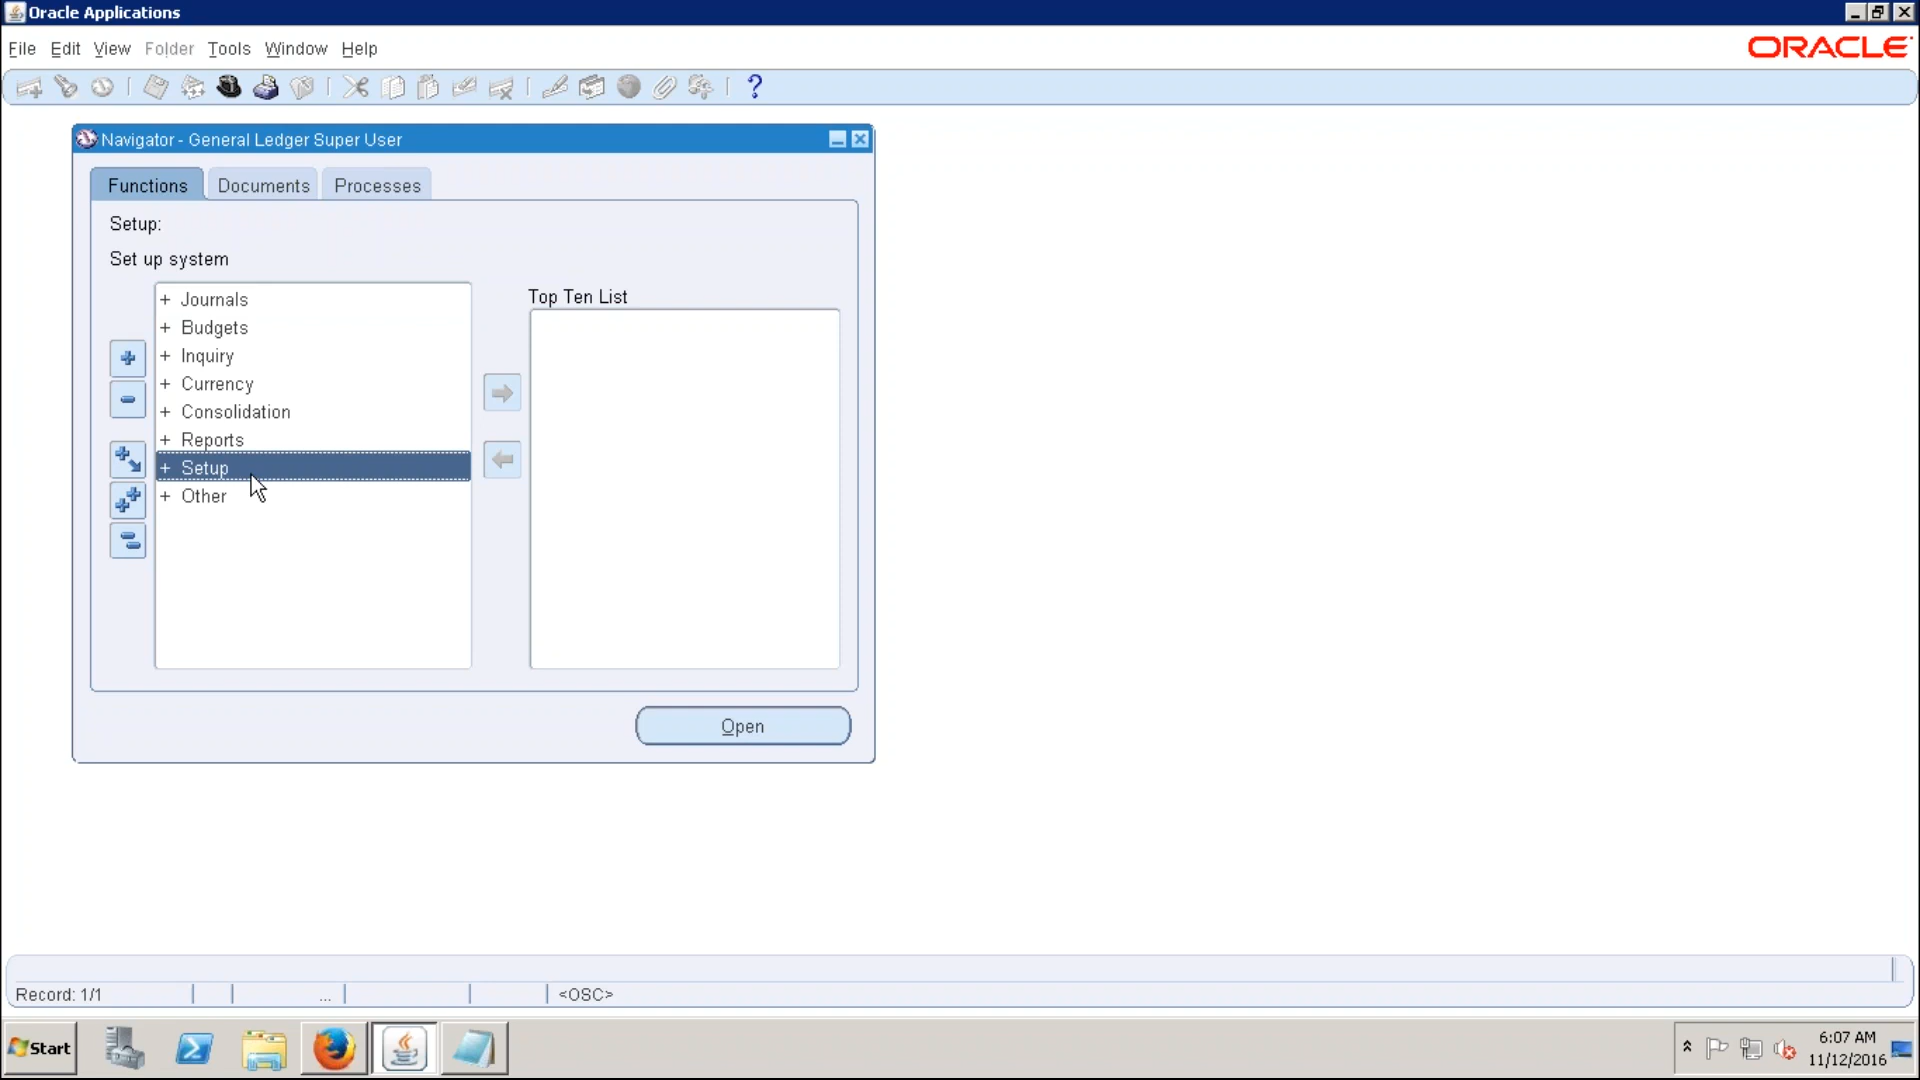 Oracle Applications
File Edit View Folder Tools Window Help
ORACLE
?
Navigator - General Ledger Super User
Functions Documents Processes
Setup:
Set up system
Top Ten List
+ Journals
+ Budgets
+ Inquiry
+ Currency
+ Consolidation
+ Reports
+ Setup
+ Other
Open
Record: 1/1 ... <OSC>
Start
6:07 AM
11/12/2016